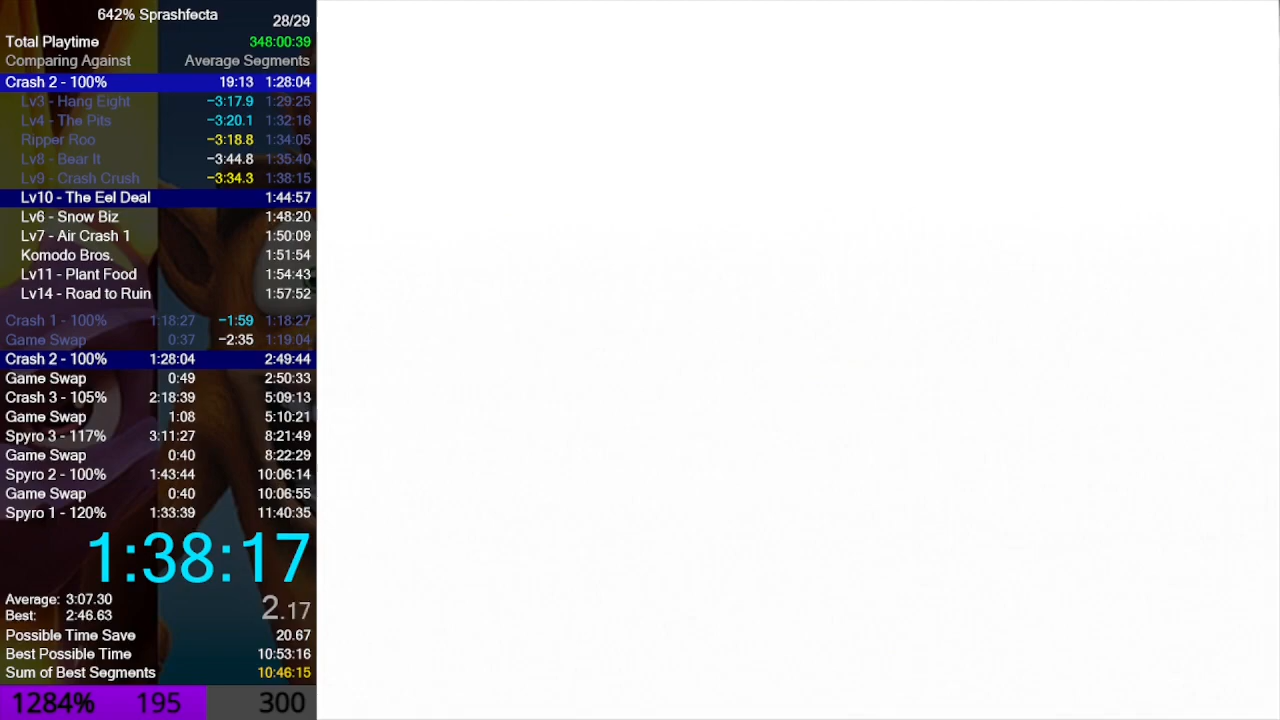 642% Sprashfecta
28/29
Total Playtime 348:00:39
Comparing Against Average Segments
Crash 2 - 100% 19:13 1:28:04
Lv3 - Hang Eight −3:17.9 1:29:25
Lv4 - The Pits −3:20.1 1:32:16
Ripper Roo −3:18.8 1:34:05
Lv8 - Bear It −3:44.8 1:35:40
Lv9 - Crash Crush −3:34.3 1:38:15
Lv10 - The Eel Deal 1:44:57
Lv6 - Snow Biz 1:48:20
Lv7 - Air Crash 1 1:50:09
Komodo Bros. 1:51:54
Lv11 - Plant Food 1:54:43
Lv14 - Road to Ruin 1:57:52
Crash 1 - 100% 1:18:27 −1:59 1:18:27
Game Swap 0:37 −2:35 1:19:04
Crash 2 - 100% 1:28:04 2:49:44
Game Swap 0:49 2:50:33
Crash 3 - 105% 2:18:39 5:09:13
Game Swap 1:08 5:10:21
Spyro 3 - 117% 3:11:27 8:21:49
Game Swap 0:40 8:22:29
Spyro 2 - 100% 1:43:44 10:06:14
Game Swap 0:40 10:06:55
Spyro 1 - 120% 1:33:39 11:40:35
1:38:17
Average: 3:07.30
Best: 2:46.63
2.17
Possible Time Save 20.67
Best Possible Time 10:53:16
Sum of Best Segments 10:46:15
1284% 195 300